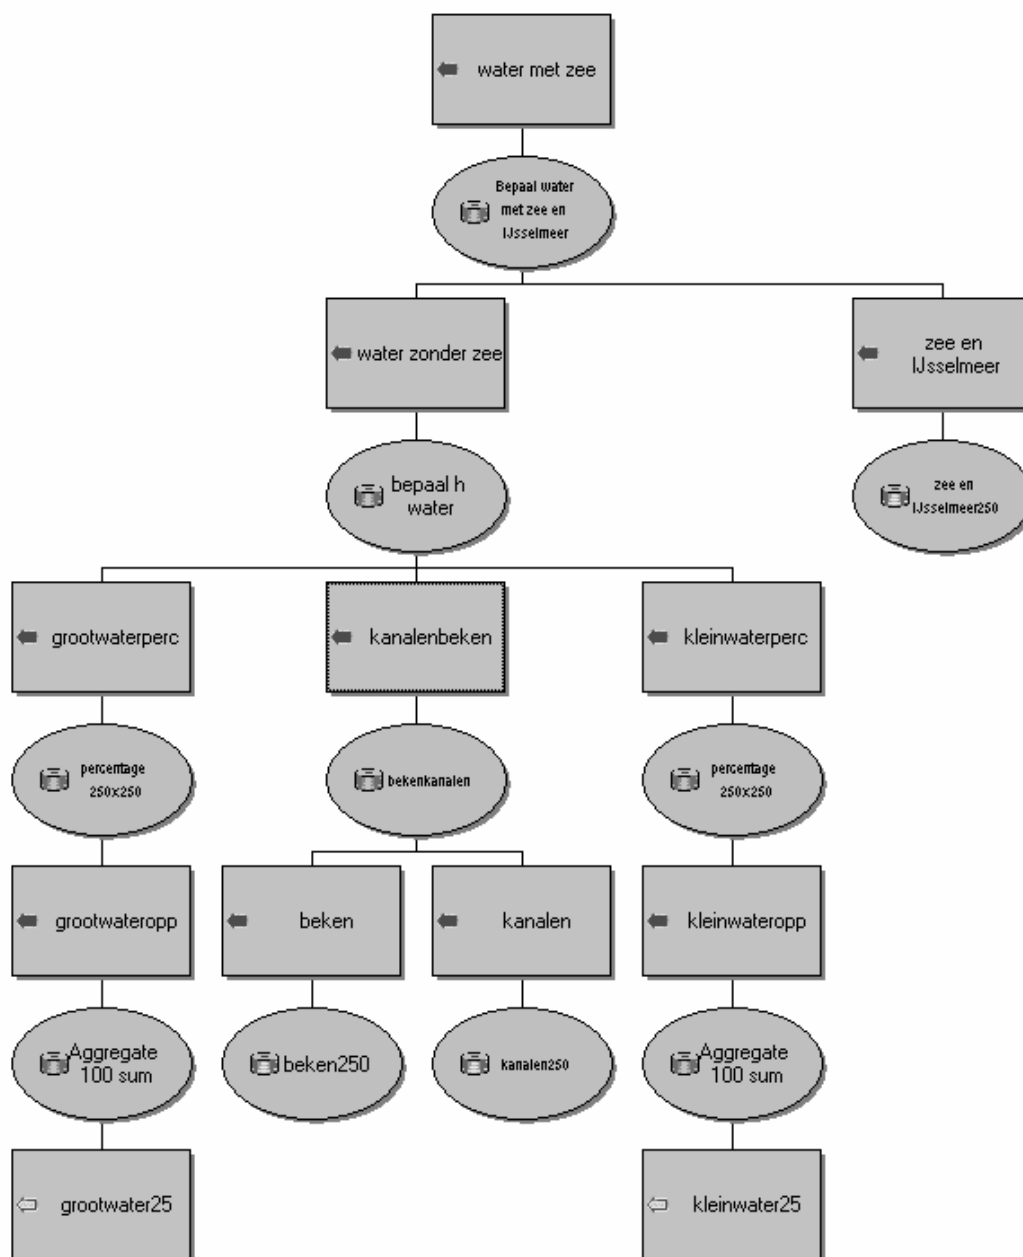 water met zee
Bepaal water
met zee en
IJsselmeer
water zonder zee
zee en
IJsselmeer
bepaal h
water
zee en
IJsselmeer250
grootwaterperc
kanalenbeken
kleinwaterperc
percentage
250x250
bekenkanalen
percentage
250x250
grootwateropp
beken
kanalen
kleinwateropp
Aggregate
100 sum
beken250
kanalen250
Aggregate
100 sum
grootwater25
kleinwater25